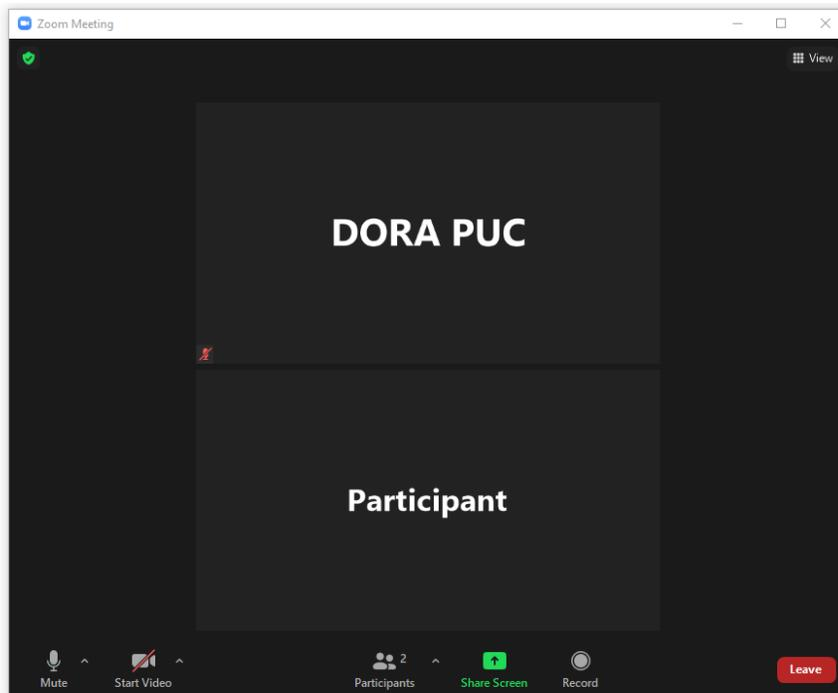 Zoom Meeting
View
DORA PUC
Participant
Mute
Start Video
Participants
2
Share Screen
Record
Leave